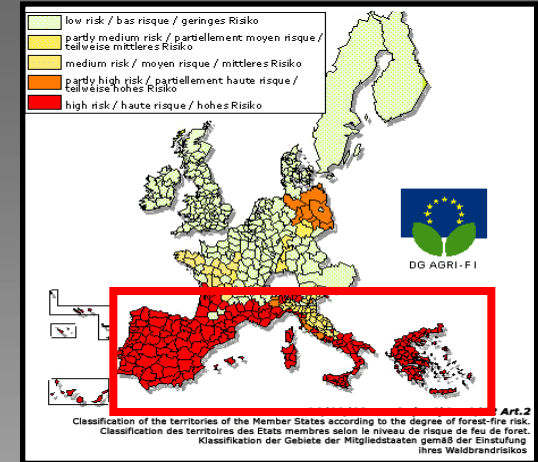 low risk / bas risque / geringes Risiko
partly medium risk / partiellement moyen risque /
teilweise mittleres Risiko
medium risk / moyen risque / mittleres Risiko
partly high risk / partiellement haute risque /
teilweise hohes Risiko
high risk / haute risque / hohes Risiko
DG AGRI-FI
Art.2
Classification of the territories of the Member States according to the degree of forest-fire risk.
Classification des territoires des Etats membres selon le niveau de risque de feu de foret.
Klassifikation der Gebiete der Mitgliedstaaten gemäß der Einstufung
ihres Waldbrandrisikos